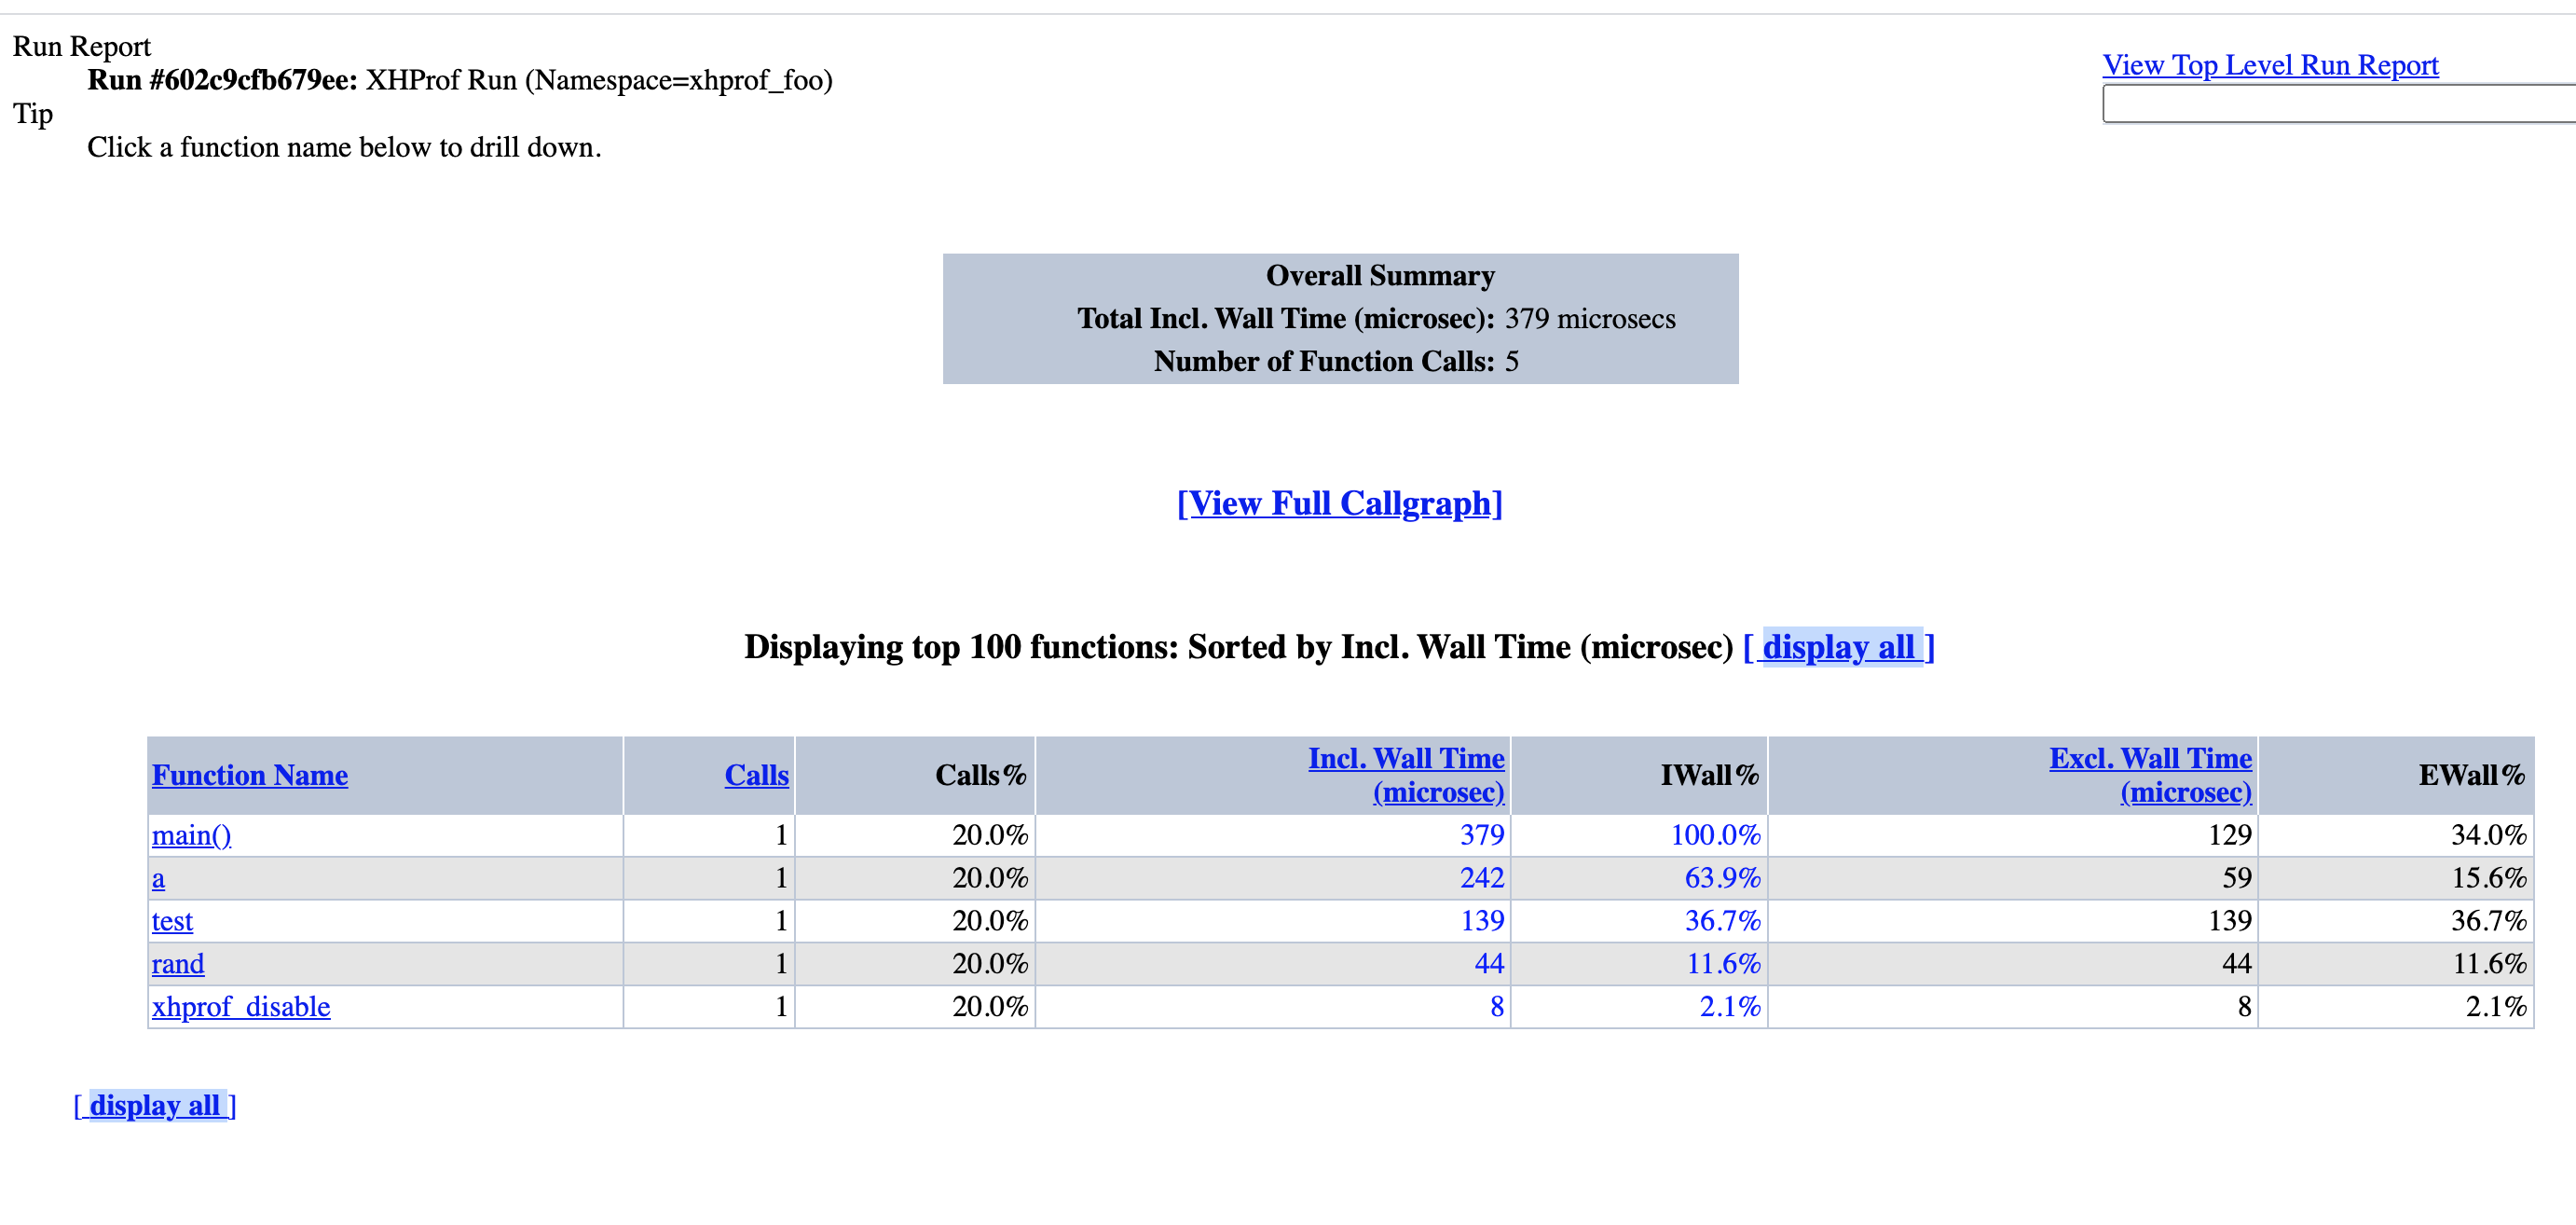 Run Report
Run #602c9cfb679ee: XHProf Run (Namespace=xhprof_foo)
Tip
Click a function name below to drill down.
View Top Level Run Report
Overall Summary
Total Incl. Wall Time (microsec): 379 microsecs
Number of Function Calls: 5
[View Full Callgraph]
Displaying top 100 functions: Sorted by Incl. Wall Time (microsec) [ display all ]
Function Name Calls Calls% Incl. Wall Time (microsec) IWall% Excl. Wall Time (microsec) EWall%
main() 1 20.0% 379 100.0% 129 34.0%
a 1 20.0% 242 63.9% 59 15.6%
test 1 20.0% 139 36.7% 139 36.7%
rand 1 20.0% 44 11.6% 44 11.6%
xhprof_disable 1 20.0% 8 2.1% 8 2.1%
[ display all ]